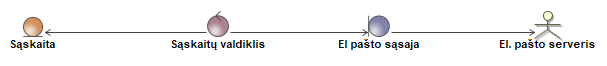 Sąskaita
Sąskaitų valdiklis
El pašto sąsaja
El. pašto serveris